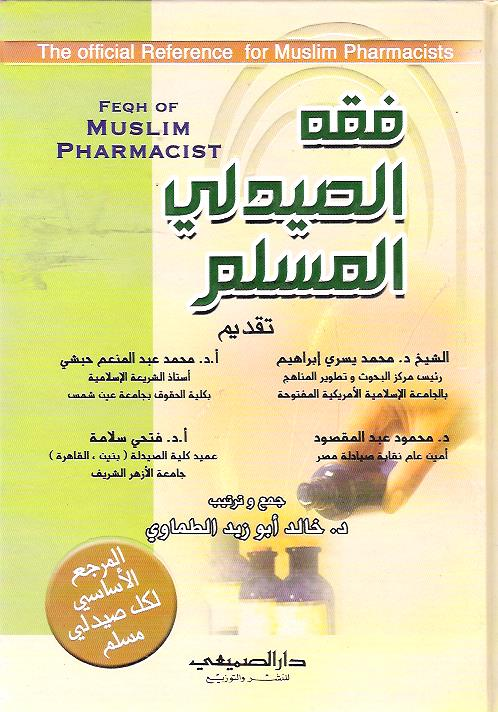 The official Reference for Muslim Pharmacists
FEQH OF
MUSLIM
PHARMACIST
فقه
الصيدلي
المسلم
تقديم
الشيخ د. محمد يسري إبراهيم
رئيس مركز البحوث و تطوير المناهج
بالجامعة الإسلامية الأمريكية المفتوحة
أ.د. محمد عبد المنعم حبشي
أستاذ الشريعة الإسلامية
بكلية الحقوق بجامعة عين شمس
د. محمود عبد المقصود
أمين عام نقابة صيادلة مصر
أ.د. فتحي سلامة
عميد كلية الصيدلة ( بنين ، القاهرة )
جامعة الأزهر الشريف
جمع و ترتيب
د. خالد أبو زيد الطماوي
المرجع
الأساسي
لكل صيدلي
مسلم
دار الصميعي
للنشر والتوزيع